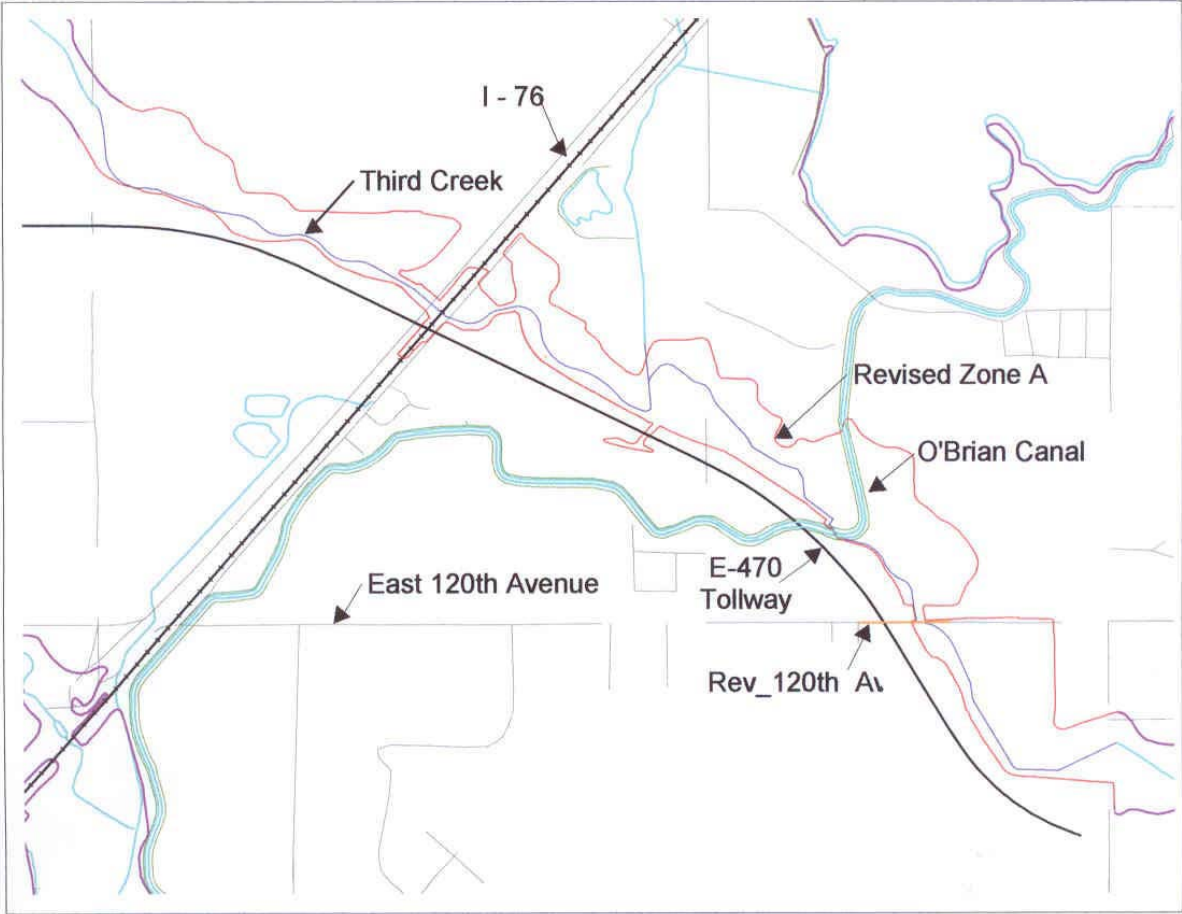 I - 76
Third Creek
Revised Zone A
O'Brian Canal
E-470
Tollway
East 120th Avenue
Rev_120th Av